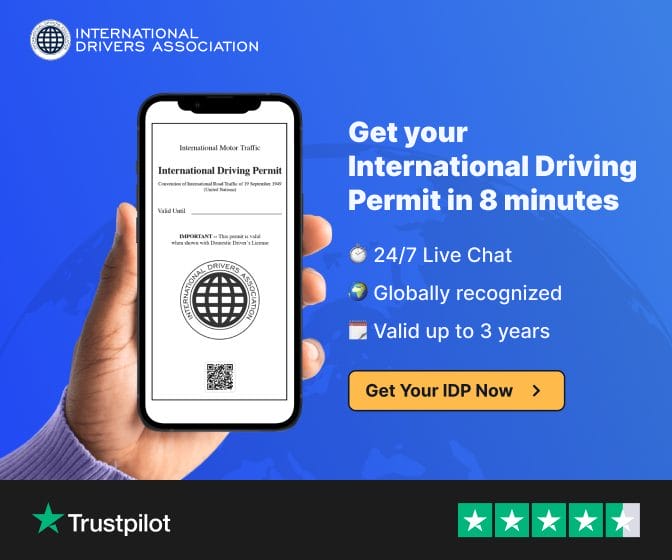 INTERNATIONAL
DRIVERS ASSOCIATION
International Motor Traffic
International Driving Permit
Convention of International Road Traffic of 19 September 1949
(United Nations)
Valid Until
IMPORTANT -- This permit is valid
when shown with Domestic Driver's License
INTERNATIONAL DRIVERS ASSOCIATION
Get your
International Driving
Permit in 8 minutes
24/7 Live Chat
Globally recognized
Valid up to 3 years
Get Your IDP Now
Trustpilot